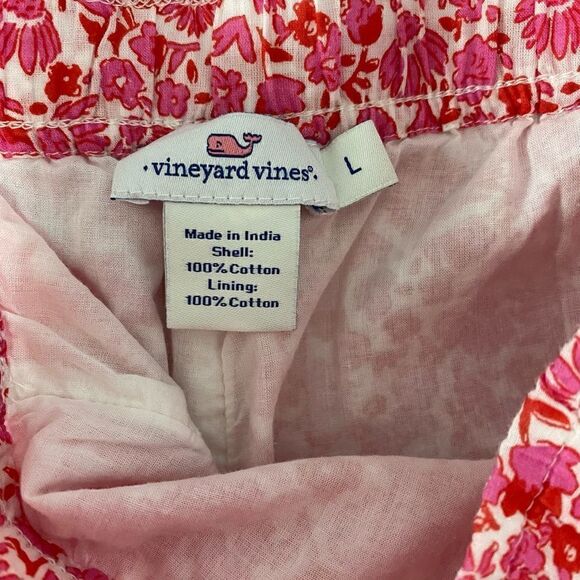 ·vineyard vines®.
L
Made in India
Shell:
100% Cotton
Lining:
100% Cotton